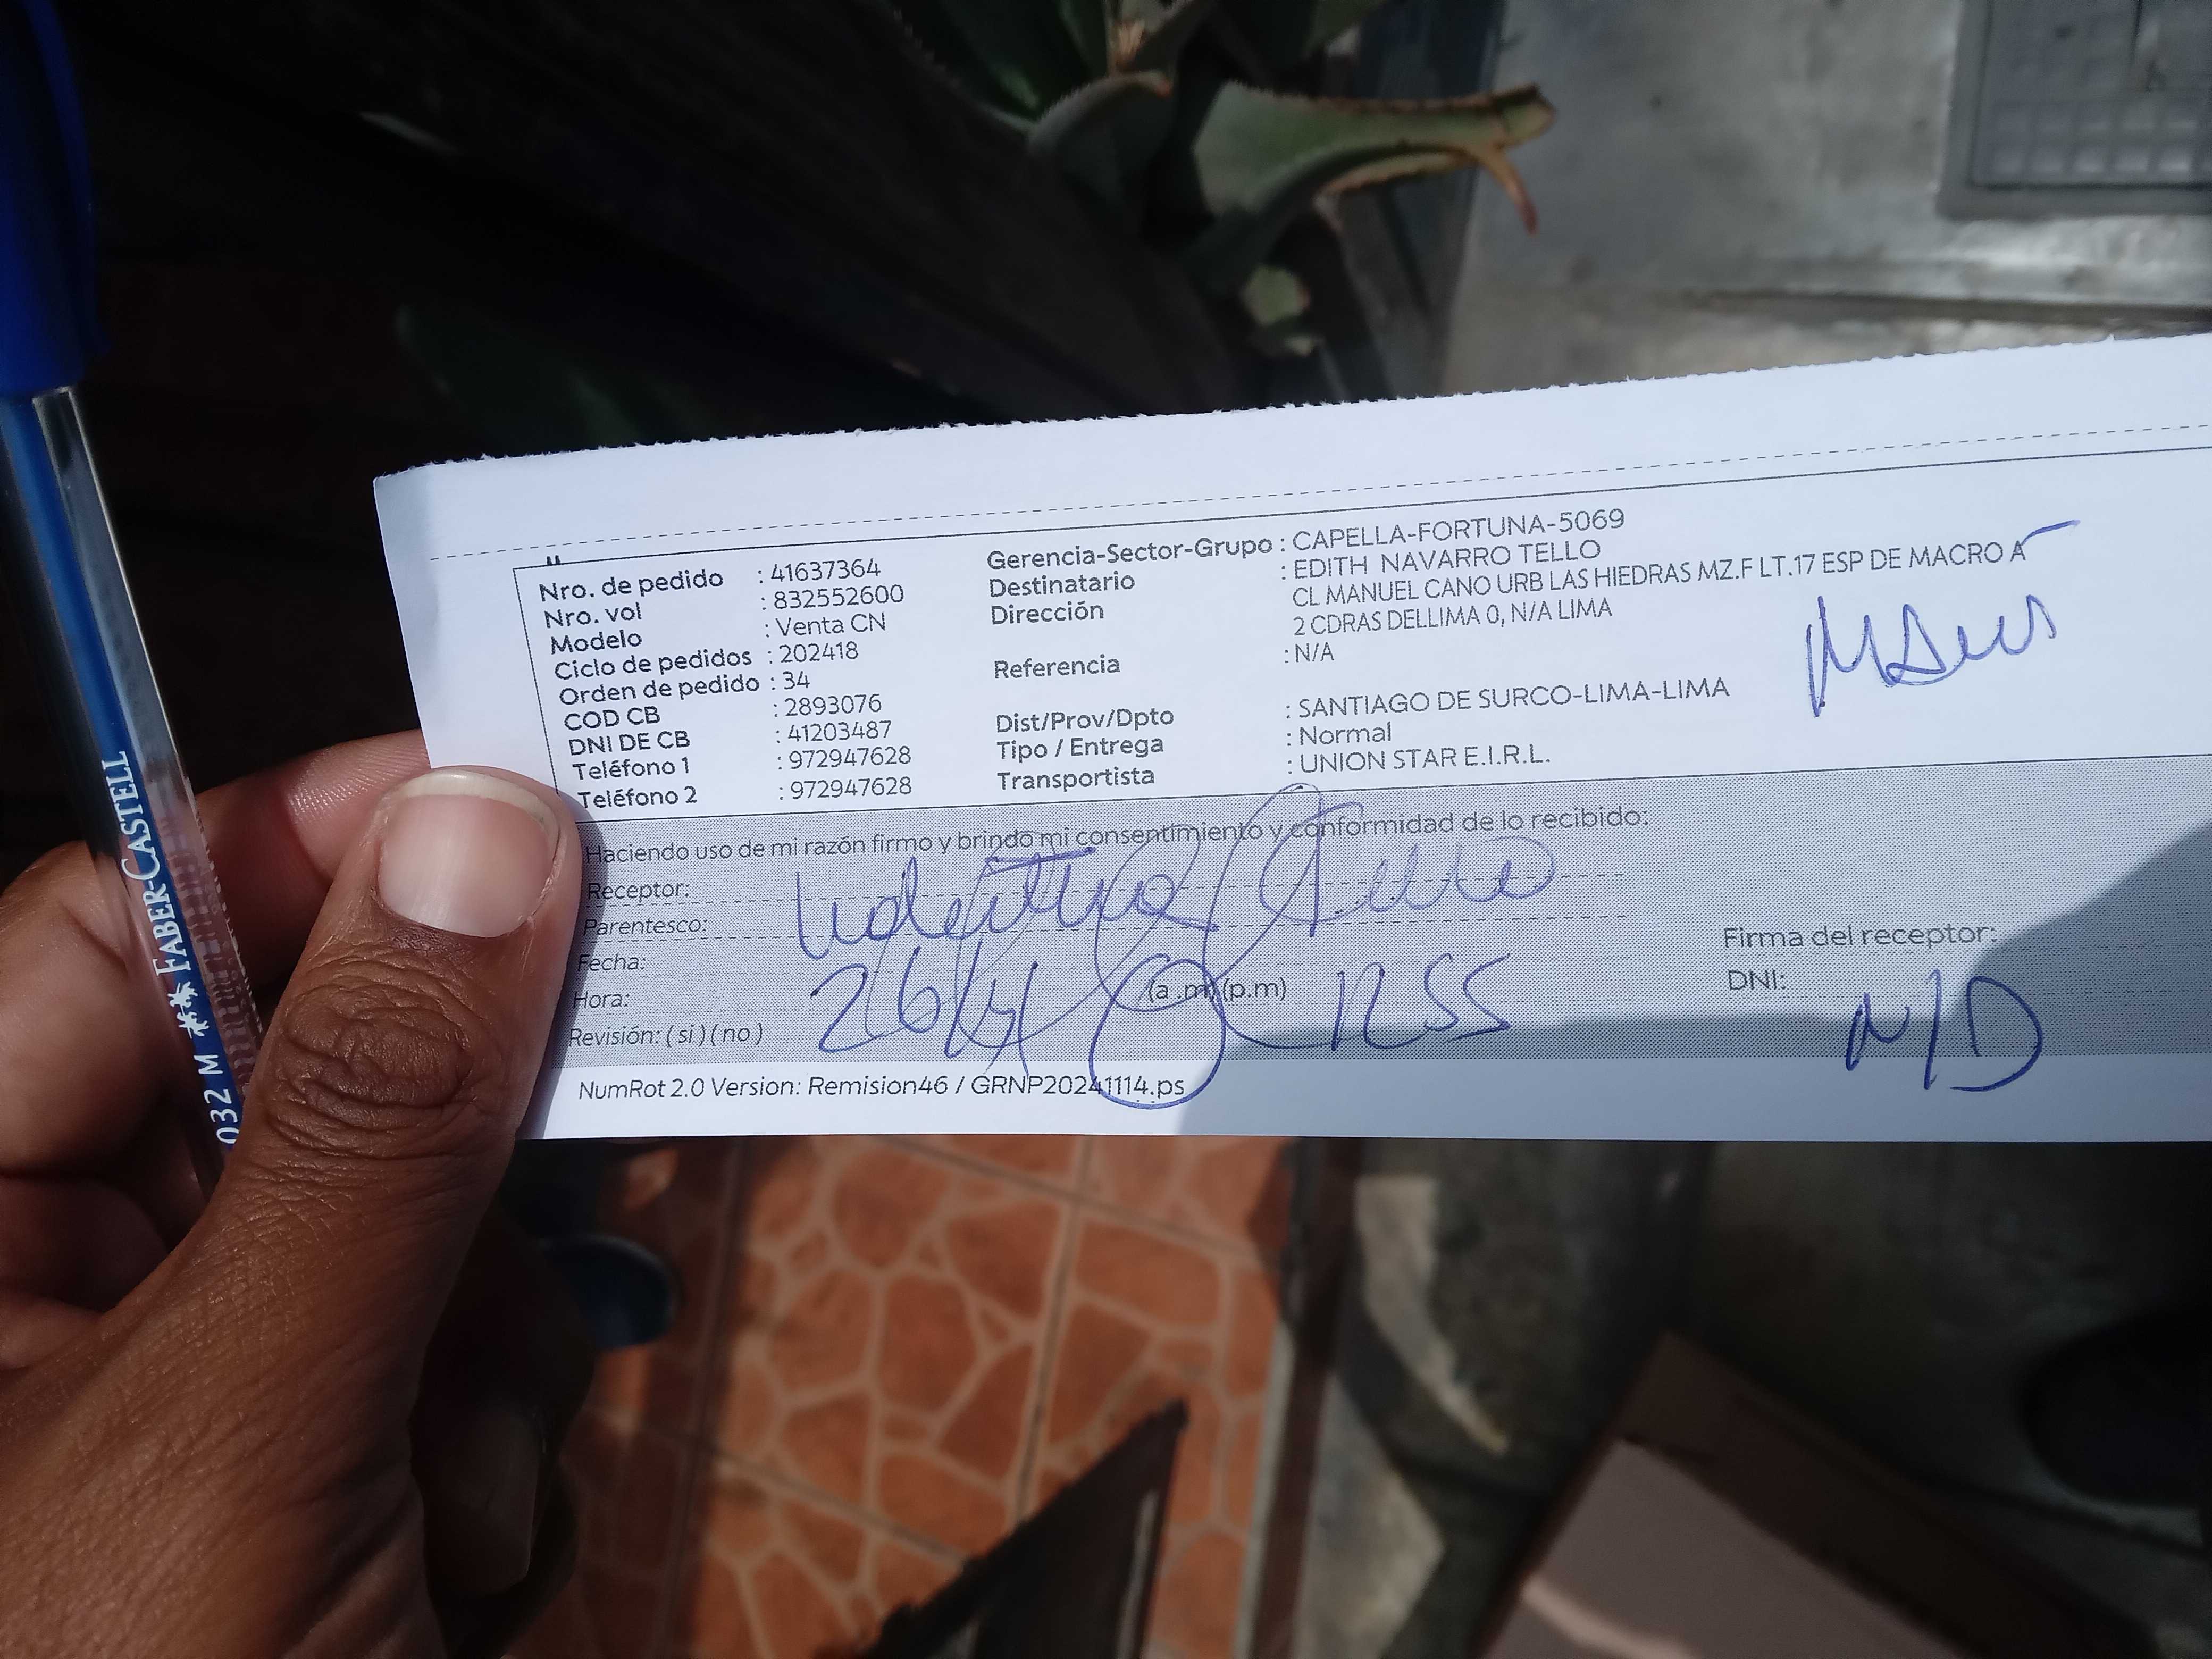 Nro. de pedido : 41637364
Nro. vol : 832552600
Modelo : Venta CN
Ciclo de pedidos : 202418
Orden de pedido : 34
COD CB : 2893076
DNI DE CB : 41203487
Teléfono 1 : 972947628
Teléfono 2 : 972947628
Gerencia-Sector-Grupo : CAPELLA-FORTUNA-5069
Destinatario : EDITH NAVARRO TELLO
Dirección CL MANUEL CANO URB LAS HIEDRAS MZ.F LT.17 ESP DE MACRO A
2 CDRAS DELLIMA 0, N/A LIMA
Referencia : N/A
Dist/Prov/Dpto : SANTIAGO DE SURCO-LIMA-LIMA
Tipo / Entrega : Normal
Transportista : UNION STAR E.I.R.L.
Haciendo uso de mi razón firmo y brindo mi consentimiento y conformidad de lo recibido:
Receptor:
Parentesco:
Fecha:
Hora: (a .m) (p.m) 1255
Revisión: ( si ) ( no )
Firma del receptor:
DNI: N/D
NumRot 2.0 Version: Remision46 / GRNP20241114.ps
032 M FABER-CASTELL